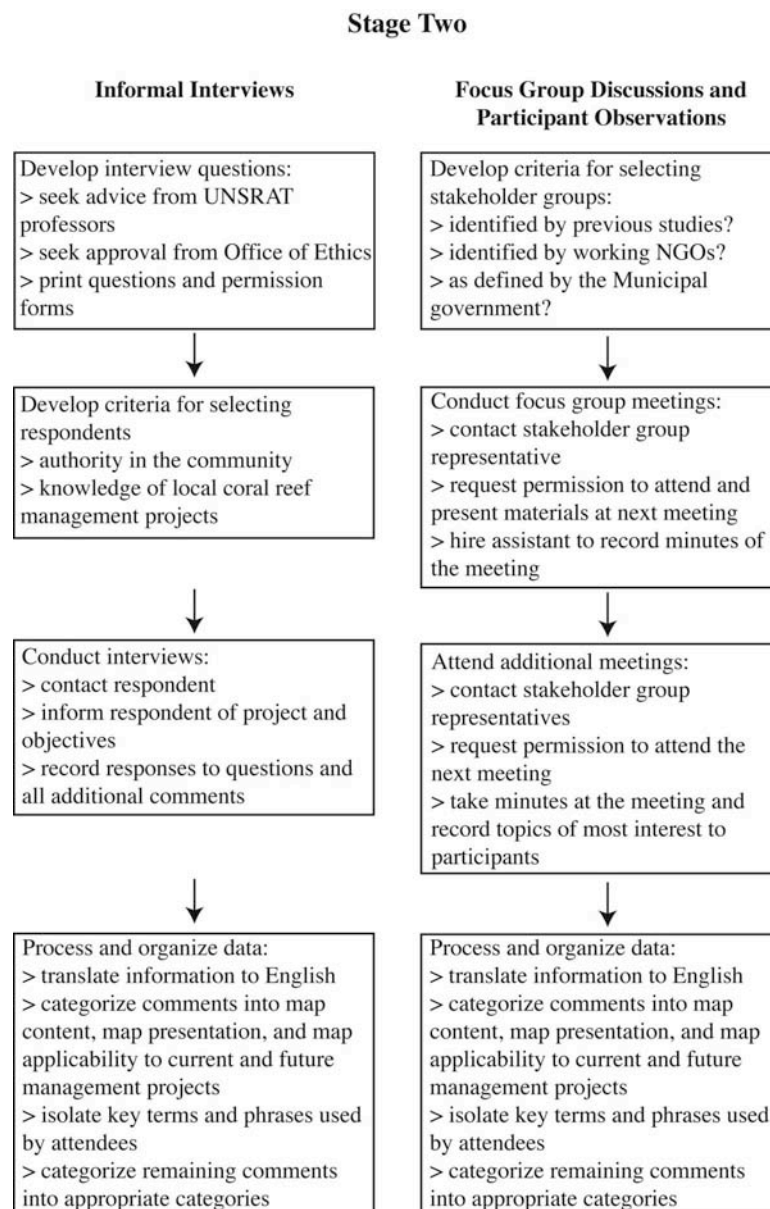 Stage Two
Informal Interviews
Develop interview questions:
> seek advice from UNSRAT
professors
> seek approval from Office of Ethics
> print questions and permission
forms
Develop criteria for selecting
respondents
> authority in the community
> knowledge of local coral reef
management projects
Conduct interviews:
> contact respondent
> inform respondent of project and
objectives
> record responses to questions and
all additional comments
Process and organize data:
> translate information to English
> categorize comments into map
content, map presentation, and map
applicability to current and future
management projects
> isolate key terms and phrases used
by attendees
> categorize remaining comments
into appropriate categories
Focus Group Discussions and
Participant Observations
Develop criteria for selecting
stakeholder groups:
> identified by previous studies?
> identified by working NGOs?
> as defined by the Municipal
government?
Conduct focus group meetings:
> contact stakeholder group
representative
> request permission to attend and
present materials at next meeting
> hire assistant to record minutes of
the meeting
Attend additional meetings:
> contact stakeholder group
representatives
> request permission to attend the
next meeting
> take minutes at the meeting and
record topics of most interest to
participants
Process and organize data:
> translate information to English
> categorize comments into map
content, map presentation, and map
applicability to current and future
management projects
> isolate key terms and phrases used
by attendees
> categorize remaining comments
into appropriate categories